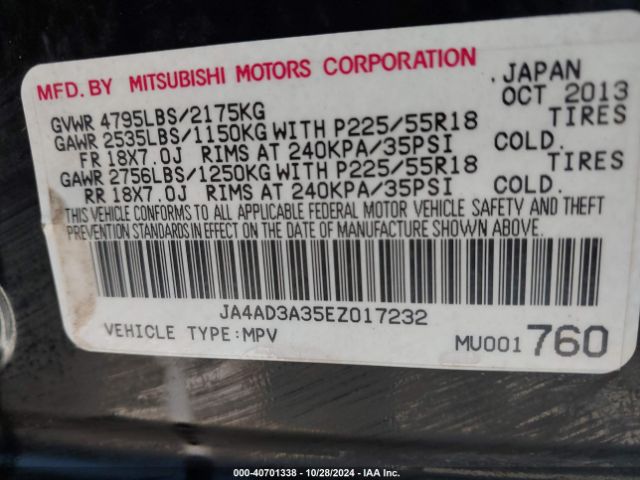 MFD. BY MITSUBISHI MOTORS CORPORATION , JAPAN
GVWR 4795LBS/2175KG OCT 2013
GAWR 2535LBS/1150KG WITH P225/55R18 TIRES
FR 18X7.0J RIMS AT 240KPA/35PSI COLD.
GAWR 2756LBS/1250KG WITH P225/55R18 TIRES
RR 18X7.0J RIMS AT 240KPA/35PSI COLD.
THIS VEHICLE CONFORMS TO ALL APPLICABLE FEDERAL MOTOR VEHICLE SAFETY AND THEFT
PREVENTION STANDARDS IN EFFECT ON THE DATE OF MANUFACTURE SHOWN ABOVE.
JA4AD3A35EZ017232
VEHICLE TYPE:MPV MU001760
000-40701338 | 10/28/2024 | IAA Inc.